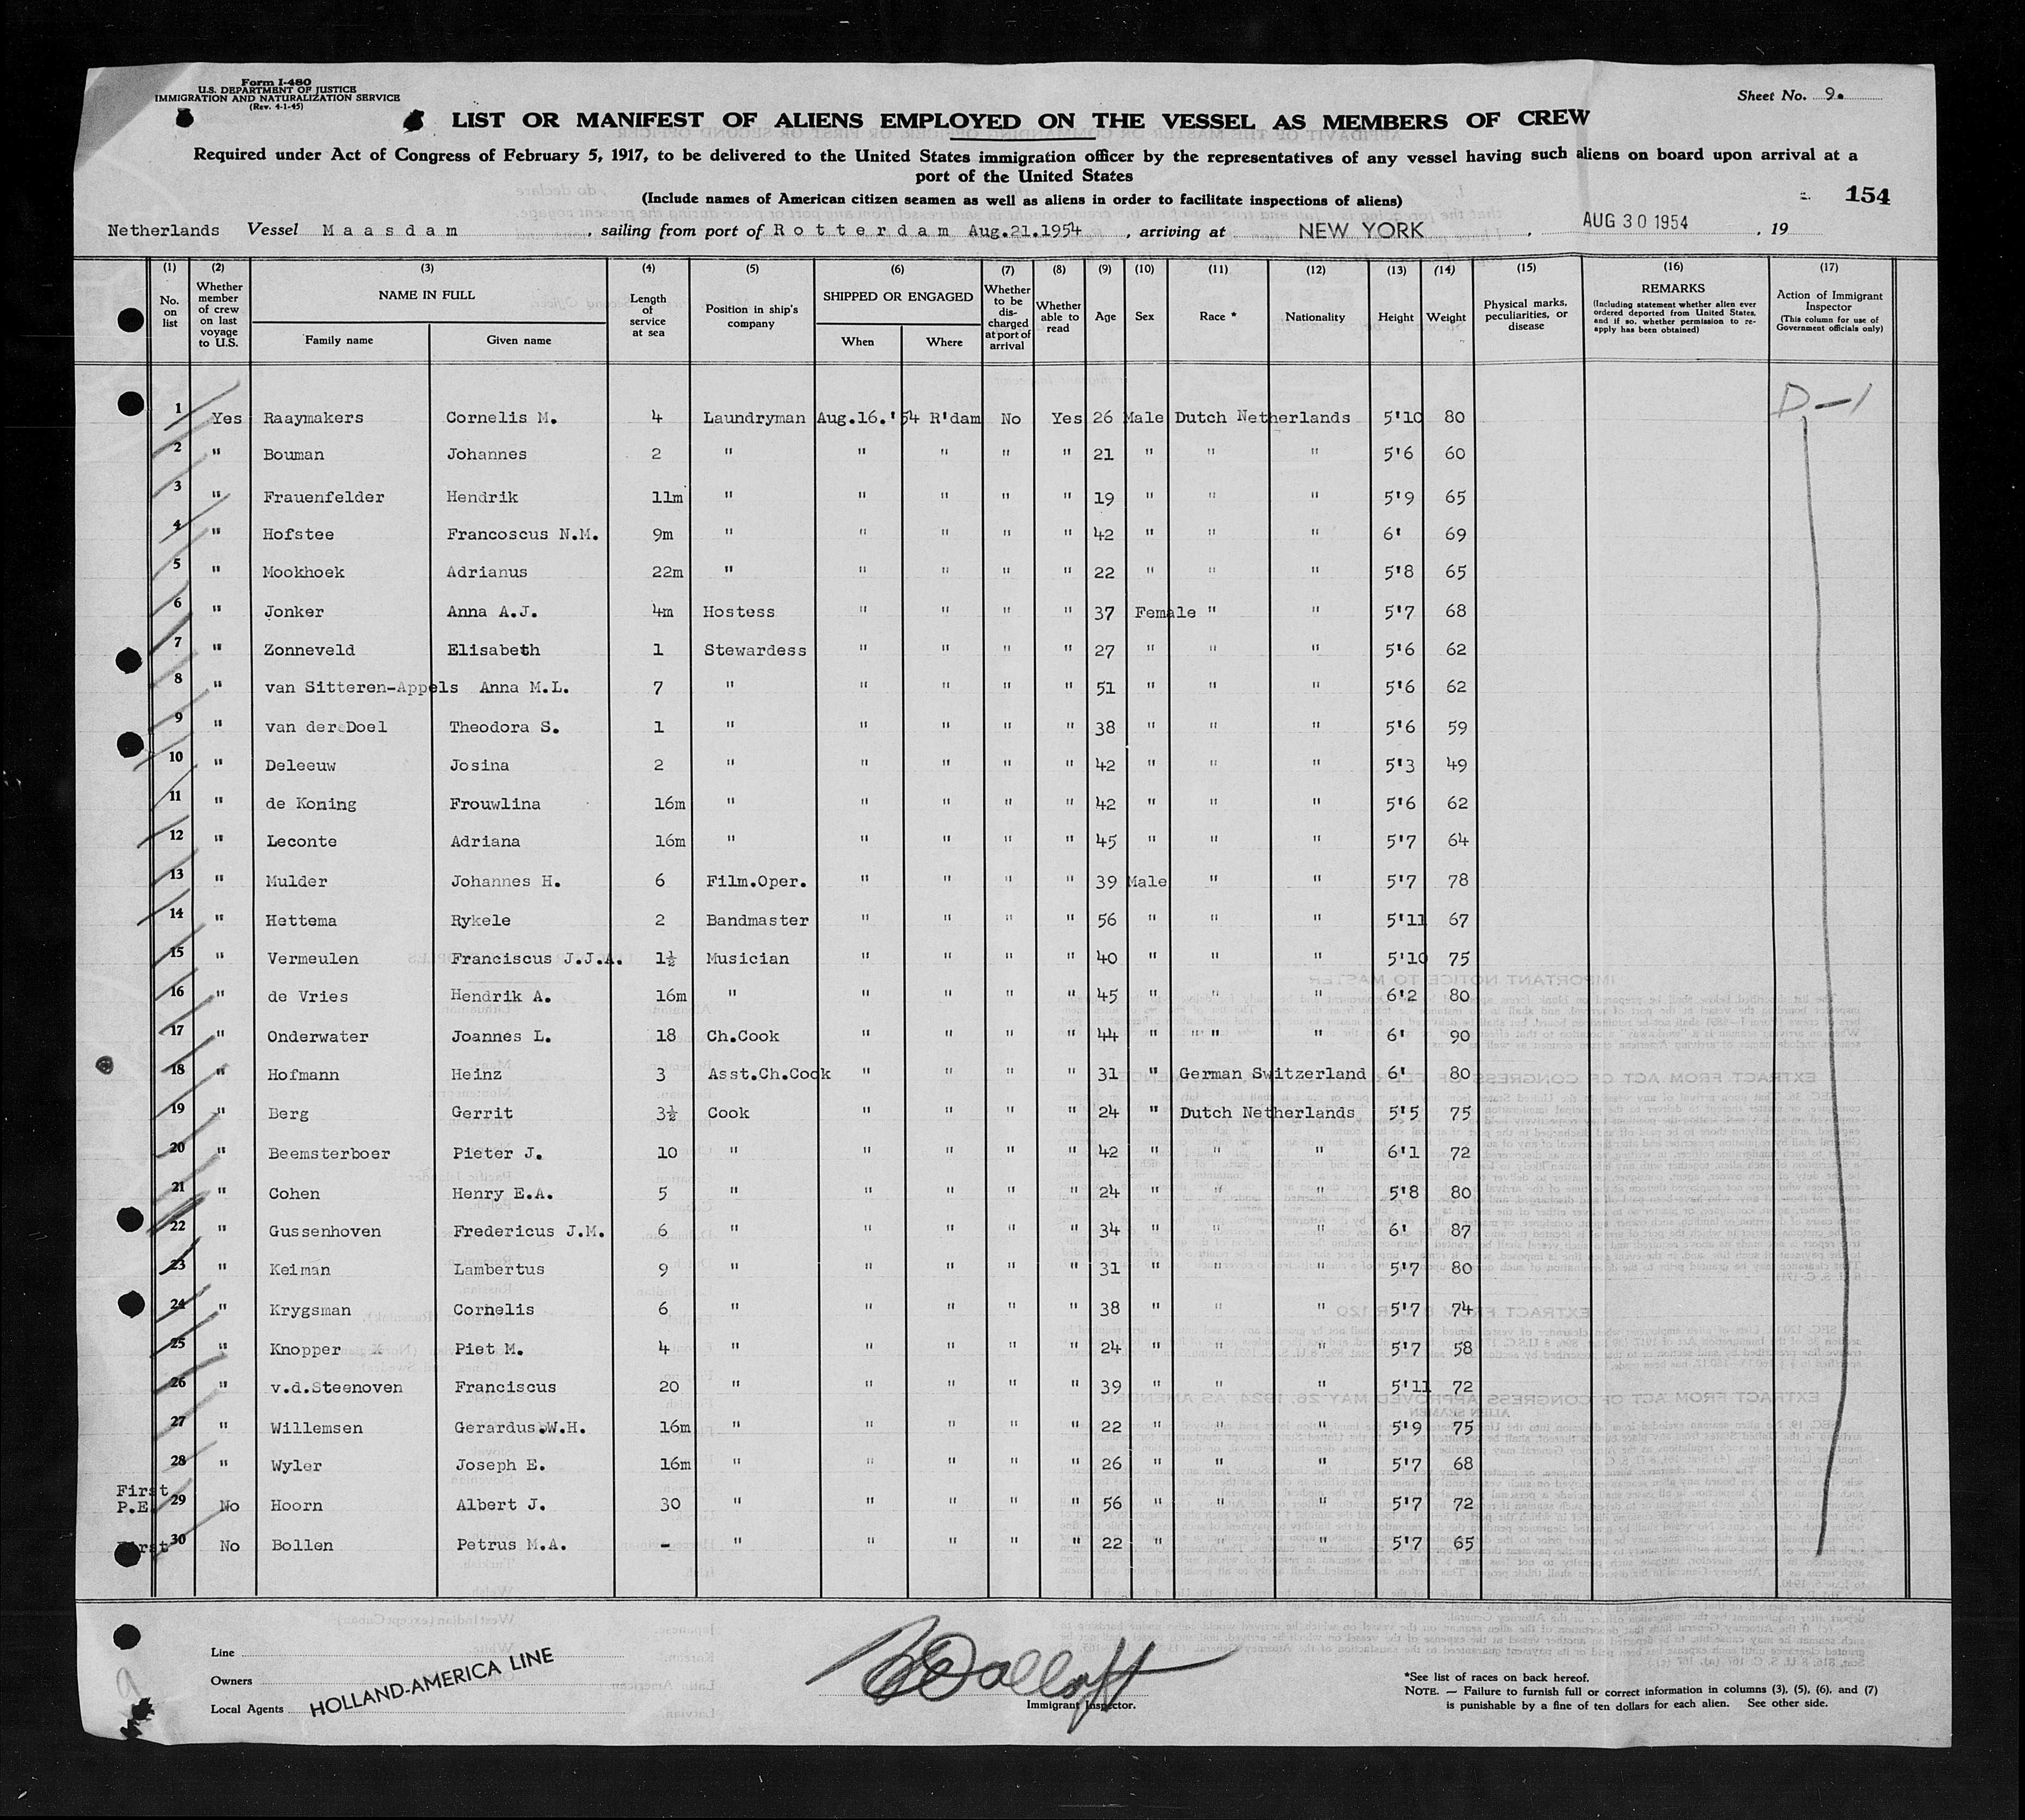 Form I-480
U.S. DEPARTMENT OF JUSTICE
IMMIGRATION AND NATURALIZATION SERVICE
(Rev. 4-1-45)
Sheet No. 9.
LIST OR MANIFEST OF ALIENS EMPLOYED ON THE VESSEL AS MEMBERS OF CREW
Required under Act of Congress of February 5, 1917, to be delivered to the United States immigration officer by the representatives of any vessel having such aliens on board upon arrival at a
port of the United States
(Include names of American citizen seamen as well as aliens in order to facilitate inspections of aliens)
154
Netherlands Vessel Maasdam, sailing from port of Rotterdam Aug.21.1954, arriving at NEW YORK, AUG 30 1954, 19
(1) (2) (3) (4) (5) (6) (7) (8) (9) (10) (11) (12) (13) (14) (15) (16) (17)
No. on list Whether member of crew on last voyage to U.S. NAME IN FULL Family name Given name Length of service at sea Position in ship's company SHIPPED OR ENGAGED When Where Whether to be discharged at port of arrival Whether able to read Age Sex Race * Nationality Height Weight Physical marks, peculiarities, or disease REMARKS (Including statement whether alien ever ordered deported from United States, and if so, whether permission to reapply has been obtained) Action of Immigrant Inspector (This column for use of Government officials only)
D-1
1 Yes Raaymakers Cornelis M. 4 Laundryman Aug.16.'54 R'dam No Yes 26 Male Dutch Netherlands 5'10 80
2 " Bouman Johannes 2 " " " " " 21 " " " 5'6 60
3 " Frauenfelder Hendrik 11m " " " " " 19 " " " 5'9 65
4 " Hofstee Francoscus N.M. 9m " " " " " 42 " " " 6' 69
5 " Mookhoek Adrianus 22m " " " " " 22 " " " 5'8 65
6 " Jonker Anna A.J. 4m Hostess " " " " 37 Female " " 5'7 68
7 " Zonneveld Elisabeth 1 Stewardess " " " " 27 " " " 5'6 62
8 " van Sitteren-Appels Anna M.L. 7 " " " " " 51 " " " 5'6 62
9 " van der Doel Theodora S. 1 " " " " " 38 " " " 5'6 59
10 " Deleeuw Josina 2 " " " " " 42 " " " 5'3 49
11 " de Koning Frouwlina 16m " " " " " 42 " " " 5'6 62
12 " Leconte Adriana 16m " " " " " 45 " " " 5'7 64
13 " Mulder Johannes H. 6 Film.Oper. " " " " 39 Male " " 5'7 78
14 " Hettema Rykele 2 Bandmaster " " " " 56 " " " 5'11 67
15 " Vermeulen Franciscus J.J.A. 1½ Musician " " " " 40 " " " 5'10 75
16 " de Vries Hendrik A. 16m " " " " " 45 " " " 6'2 80
17 " Onderwater Joannes L. 18 Ch.Cook " " " " 44 " " " " 6' 90
18 " Hofmann Heinz 3 Asst.Ch.Cook " " " " 31 " German Switzerland 6' 80
19 " Berg Gerrit 3½ Cook " " " " 24 " Dutch Netherlands 5'5 75
20 " Beemsterboer Pieter J. 10 " " " " " 42 " " " 6'1 72
21 " Cohen Henry E.A. 5 " " " " " 24 " " " 5'8 80
22 " Gussenhoven Fredericus J.M. 6 " " " " " 34 " " " 6' 87
23 " Keiman Lambertus 9 " " " " " 31 " " " 5'7 80
24 " Krygsman Cornelis 6 " " " " " 38 " " " 5'7 74
25 " Knopper Piet M. 4 " " " " " 24 " " " 5'7 58
26 " v.d.Steenoven Franciscus 20 " " " " " 39 " " " 5'11 72
27 " Willemsen Gerardus.W.H. 16m " " " " " 22 " " " 5'9 75
28 " Wyler Joseph E. 16m " " " " " 26 " " " 5'7 68
First P.E. 29 No Hoorn Albert J. 30 " " " " " 56 " " " 5'7 72
First 30 No Bollen Petrus M.A. - " " " " " 22 " " " 5'7 65
Line
Owners
Local Agents
HOLLAND-AMERICA LINE
Immigrant Inspector.
*See list of races on back hereof.
NOTE. — Failure to furnish full or correct information in columns (3), (5), (6), and (7)
is punishable by a fine of ten dollars for each alien. See other side.